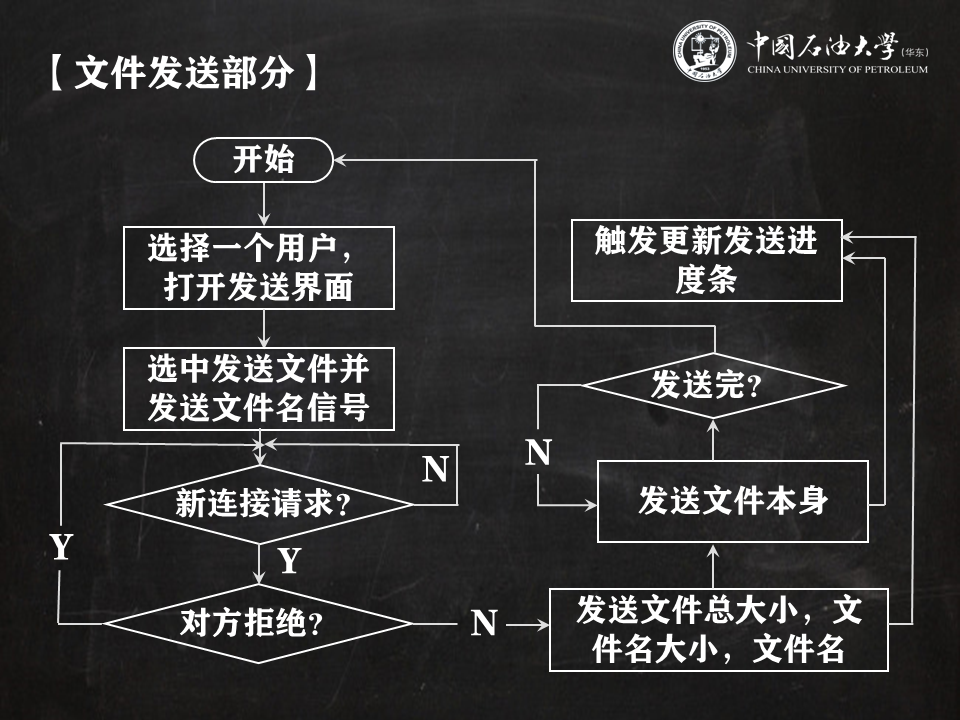 【文件发送部分】
中国石油大学(华东)
CHINA UNIVERSITY OF PETROLEUM
开始
选择一个用户，
打开发送界面
选中发送文件并
发送文件名信号
新连接请求?
N
Y
Y
对方拒绝?
N
发送文件总大小，文
件名大小，文件名
发送文件本身
N
发送完?
触发更新发送进
度条